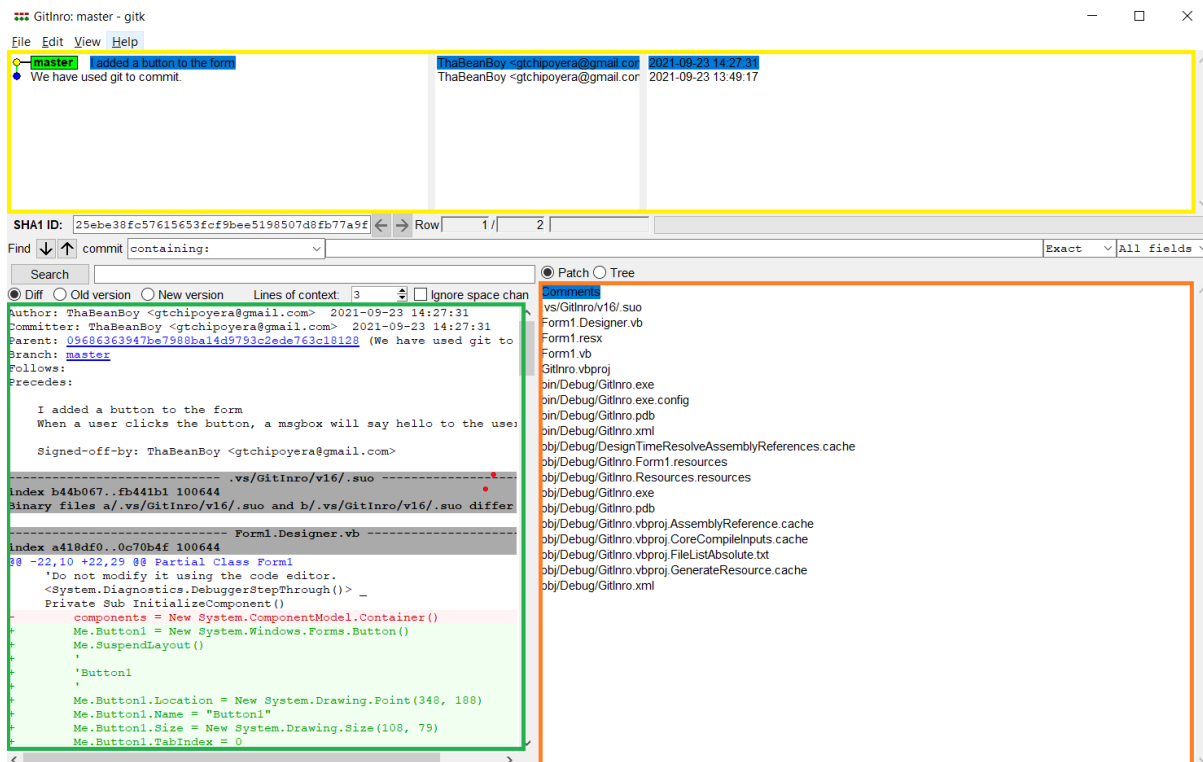 GitInro: master - gitk
File Edit View Help
master I added a button to the form ThaBeanBoy <gtchipoyera@gmail.con 2021-09-23 14:27:31
We have used git to commit. ThaBeanBoy <gtchipoyera@gmail.con 2021-09-23 13:49:17
SHA1 ID: 25ebe38fc57615653fcf9bee5198507d8fb77a9f Row 1 / 2
Find commit containing: Exact All fields
Search
Patch Tree
Diff Old version New version Lines of context: 3 Ignore space chan
Author: ThaBeanBoy <gtchipoyera@gmail.com> 2021-09-23 14:27:31
Committer: ThaBeanBoy <gtchipoyera@gmail.com> 2021-09-23 14:27:31
Parent: 09686363947be7988ba14d9793c2ede763c18128 (We have used git to
Branch: master
Follows:
Precedes:
I added a button to the form
When a user clicks the button, a msgbox will say hello to the user
Signed-off-by: ThaBeanBoy <gtchipoyera@gmail.com>
---------------------------- .vs/GitInro/v16/.suo ------------------
index b44b067..fb441b1 100644
Binary files a/.vs/GitInro/v16/.suo and b/.vs/GitInro/v16/.suo differ
----------------------------- Form1.Designer.vb --------------------
index a418df0..0c70b4f 100644
@@ -22,10 +22,29 @@ Partial Class Form1
'Do not modify it using the code editor.
<System.Diagnostics.DebuggerStepThrough()> _
Private Sub InitializeComponent()
- components = New System.ComponentModel.Container()
+ Me.Button1 = New System.Windows.Forms.Button()
+ Me.SuspendLayout()
+ '
+ 'Button1
+ '
+ Me.Button1.Location = New System.Drawing.Point(348, 188)
+ Me.Button1.Name = "Button1"
+ Me.Button1.Size = New System.Drawing.Size(108, 79)
+ Me.Button1.TabIndex = 0
Comments
.vs/GitInro/v16/.suo
Form1.Designer.vb
Form1.resx
Form1.vb
GitInro.vbproj
bin/Debug/GitInro.exe
bin/Debug/GitInro.exe.config
bin/Debug/GitInro.pdb
bin/Debug/GitInro.xml
obj/Debug/DesignTimeResolveAssemblyReferences.cache
obj/Debug/GitInro.Form1.resources
obj/Debug/GitInro.Resources.resources
obj/Debug/GitInro.exe
obj/Debug/GitInro.pdb
obj/Debug/GitInro.vbproj.AssemblyReference.cache
obj/Debug/GitInro.vbproj.CoreCompileInputs.cache
obj/Debug/GitInro.vbproj.FileListAbsolute.txt
obj/Debug/GitInro.vbproj.GenerateResource.cache
obj/Debug/GitInro.xml